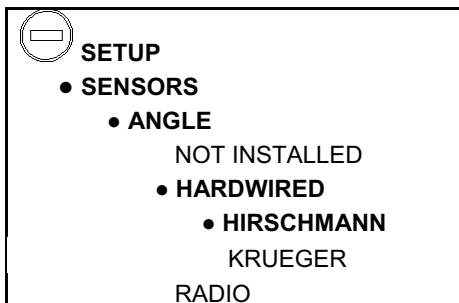 SETUP
● SENSORS
● ANGLE
NOT INSTALLED
● HARDWIRED
● HIRSCHMANN
KRUEGER
RADIO